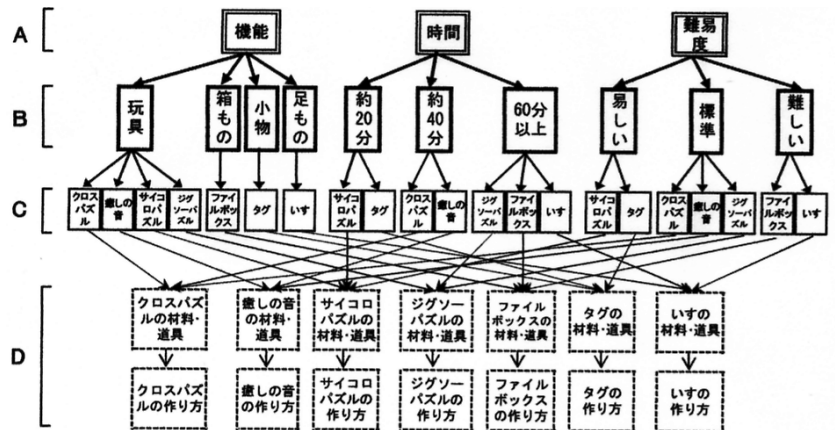 A
機能
時間
難易
度
B
玩具
箱もの
小物
足もの
約20分
約40分
60分
以上
易しい
標準
難しい
C
クロス
パズ
ル
癒しの
音
サイコ
ロパズ
ル
ジグ
ソーパ
ズル
ファイ
ルボッ
クス
タグ
いす
サイコ
ロパズ
ル
タグ
クロス
パズ
ル
癒しの
音
ジグ
ソーパ
ズル
ファイ
ルボッ
クス
いす
サイコ
ロパズ
ル
タグ
クロス
パズ
ル
癒しの
音
ジグ
ソーパ
ズル
ファイ
ルボッ
クス
いす
D
クロスパズ
ルの材料・
道具
癒しの音
の材料・道
具
サイコロ
パズルの
材料・道具
ジグソー
パズルの
材料・道具
ファイル
ボックスの
材料・道具
タグの
材料・道具
いすの
材料・道具
クロスパズ
ルの作り方
癒しの音
の作り方
サイコロ
パズルの
作り方
ジグソー
パズルの
作り方
ファイル
ボックス
の作り方
タグの
作り方
いすの
作り方